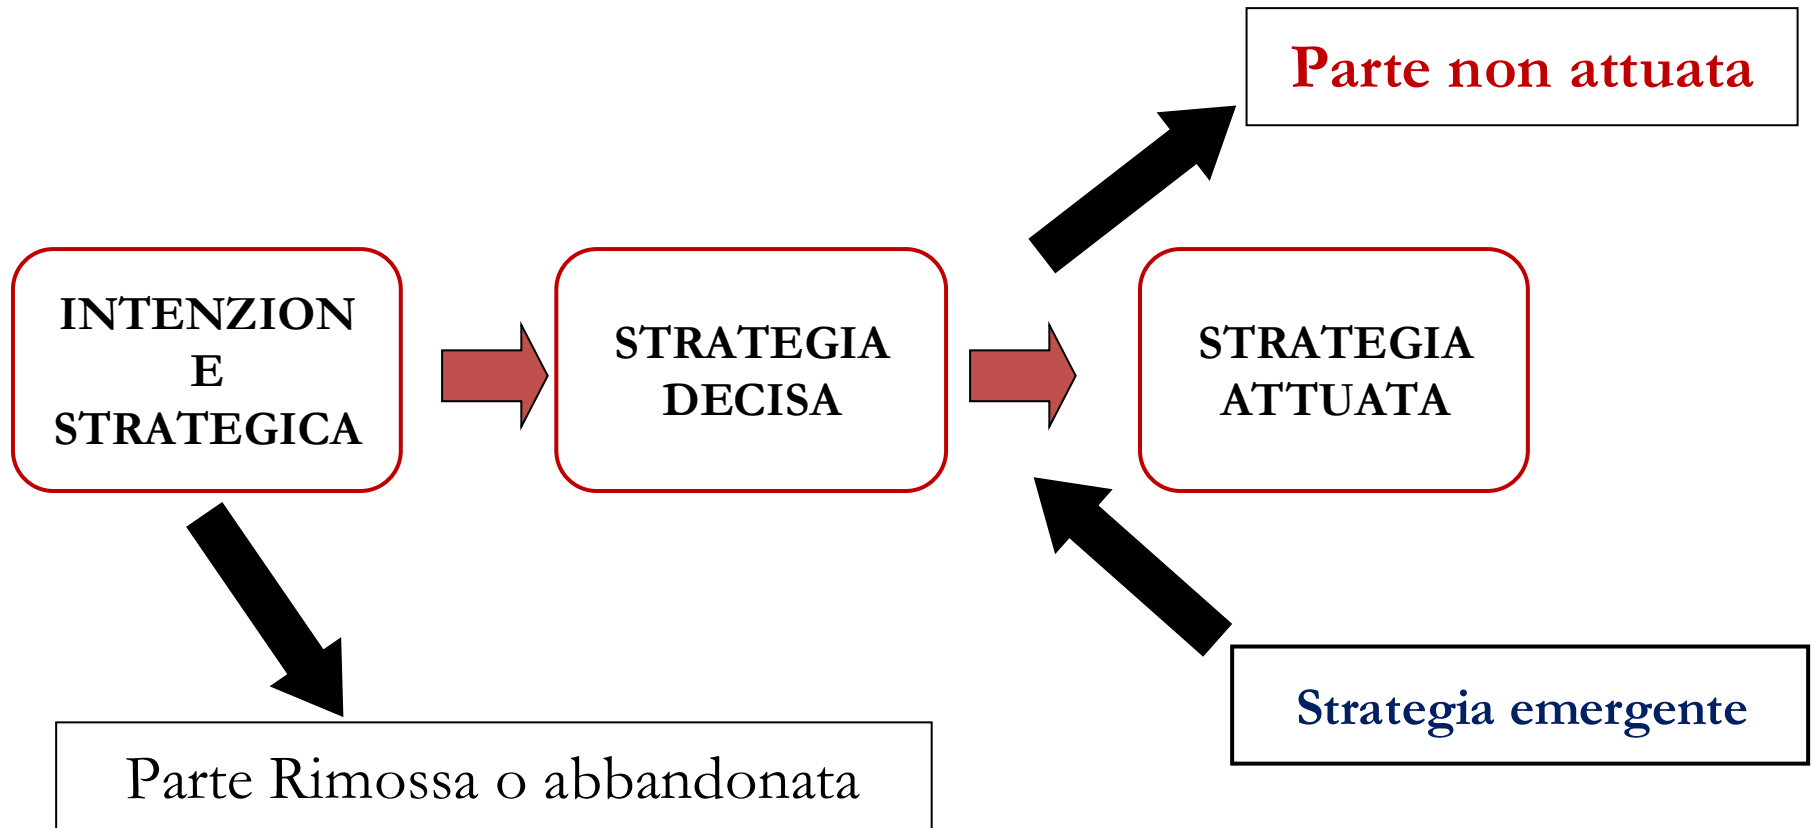 Parte non attuata
INTENZION
E
STRATEGICA
STRATEGIA
DECISA
STRATEGIA
ATTUATA
Strategia emergente
Parte Rimossa o abbandonata